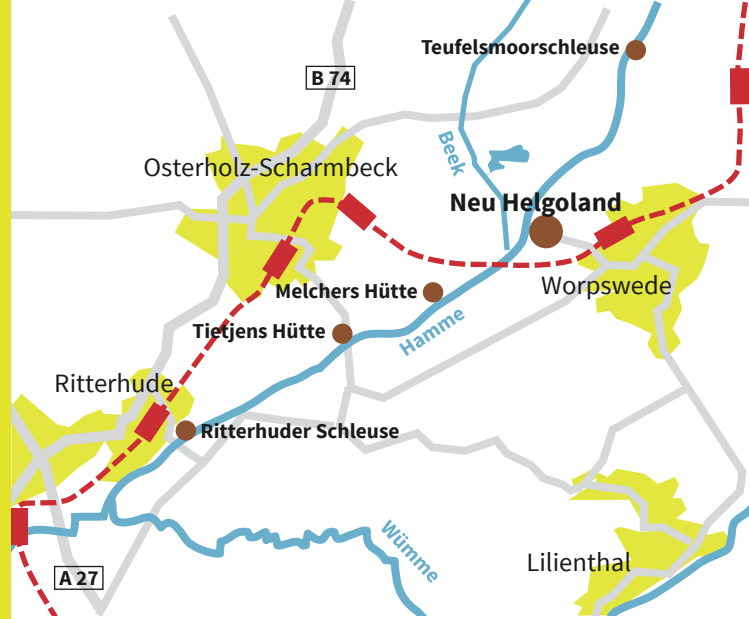 Teufelsmoorschleuse
B 74
Beek
Osterholz-Scharmbeck
Neu Helgoland
Worpswede
Melchers Hütte
Hamme
Tietjens Hütte
Ritterhude
Ritterhuder Schleuse
Wümme
Lilienthal
A 27